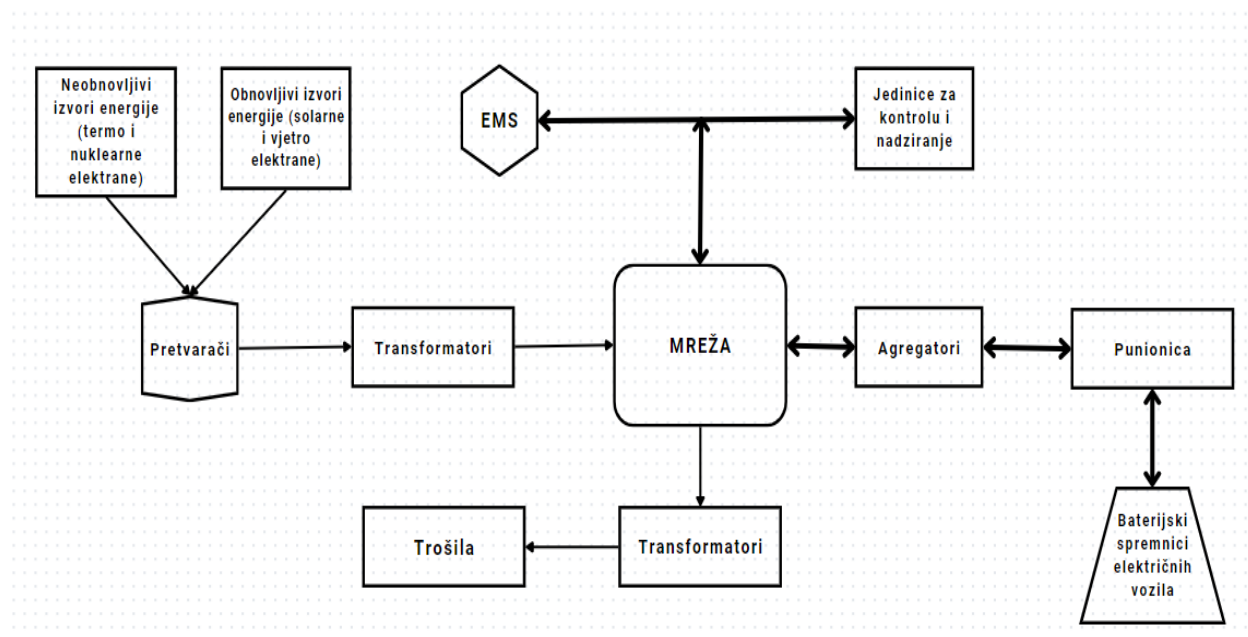 Neobnovljivi
izvori energije
(termo i
nuklearne
elektrane)
Obnovljivi izvori
energije (solarne
i vjetro
elektrane)
EMS
Jedinice za
kontrolu i
nadziranje
Pretvarači
Transformatori
MREŽA
Agregatori
Punionica
Trošila
Transformatori
Baterijski
spremnici
električnih
vozila